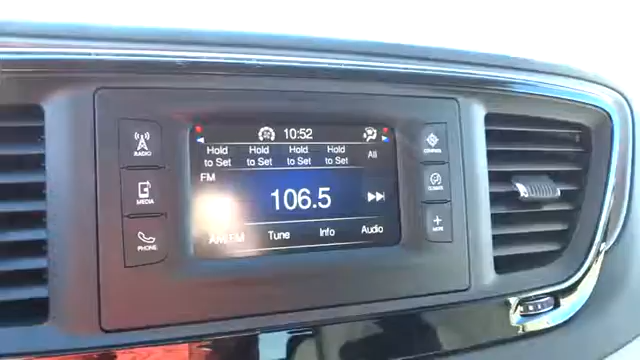 10:52
Hold Hold Hold Hold
to Set to Set to Set to Set All
FM
106.5
AM/FM Tune Info Audio
RADIO
MEDIA
PHONE
CLIMATE
MORE